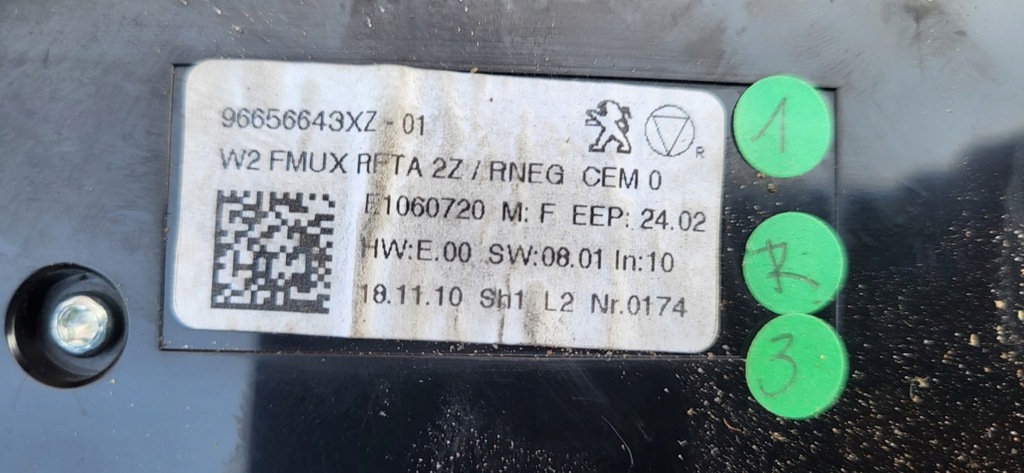 96656643XZ - 01
W2 FMUX RFTA 2Z / RNEG CEM 0
E1060720 M: F EEP: 24.02
HW:E.00 SW:08.01 In:10
18.11.10 Sh1 L2 Nr.0174
R
1
R
3